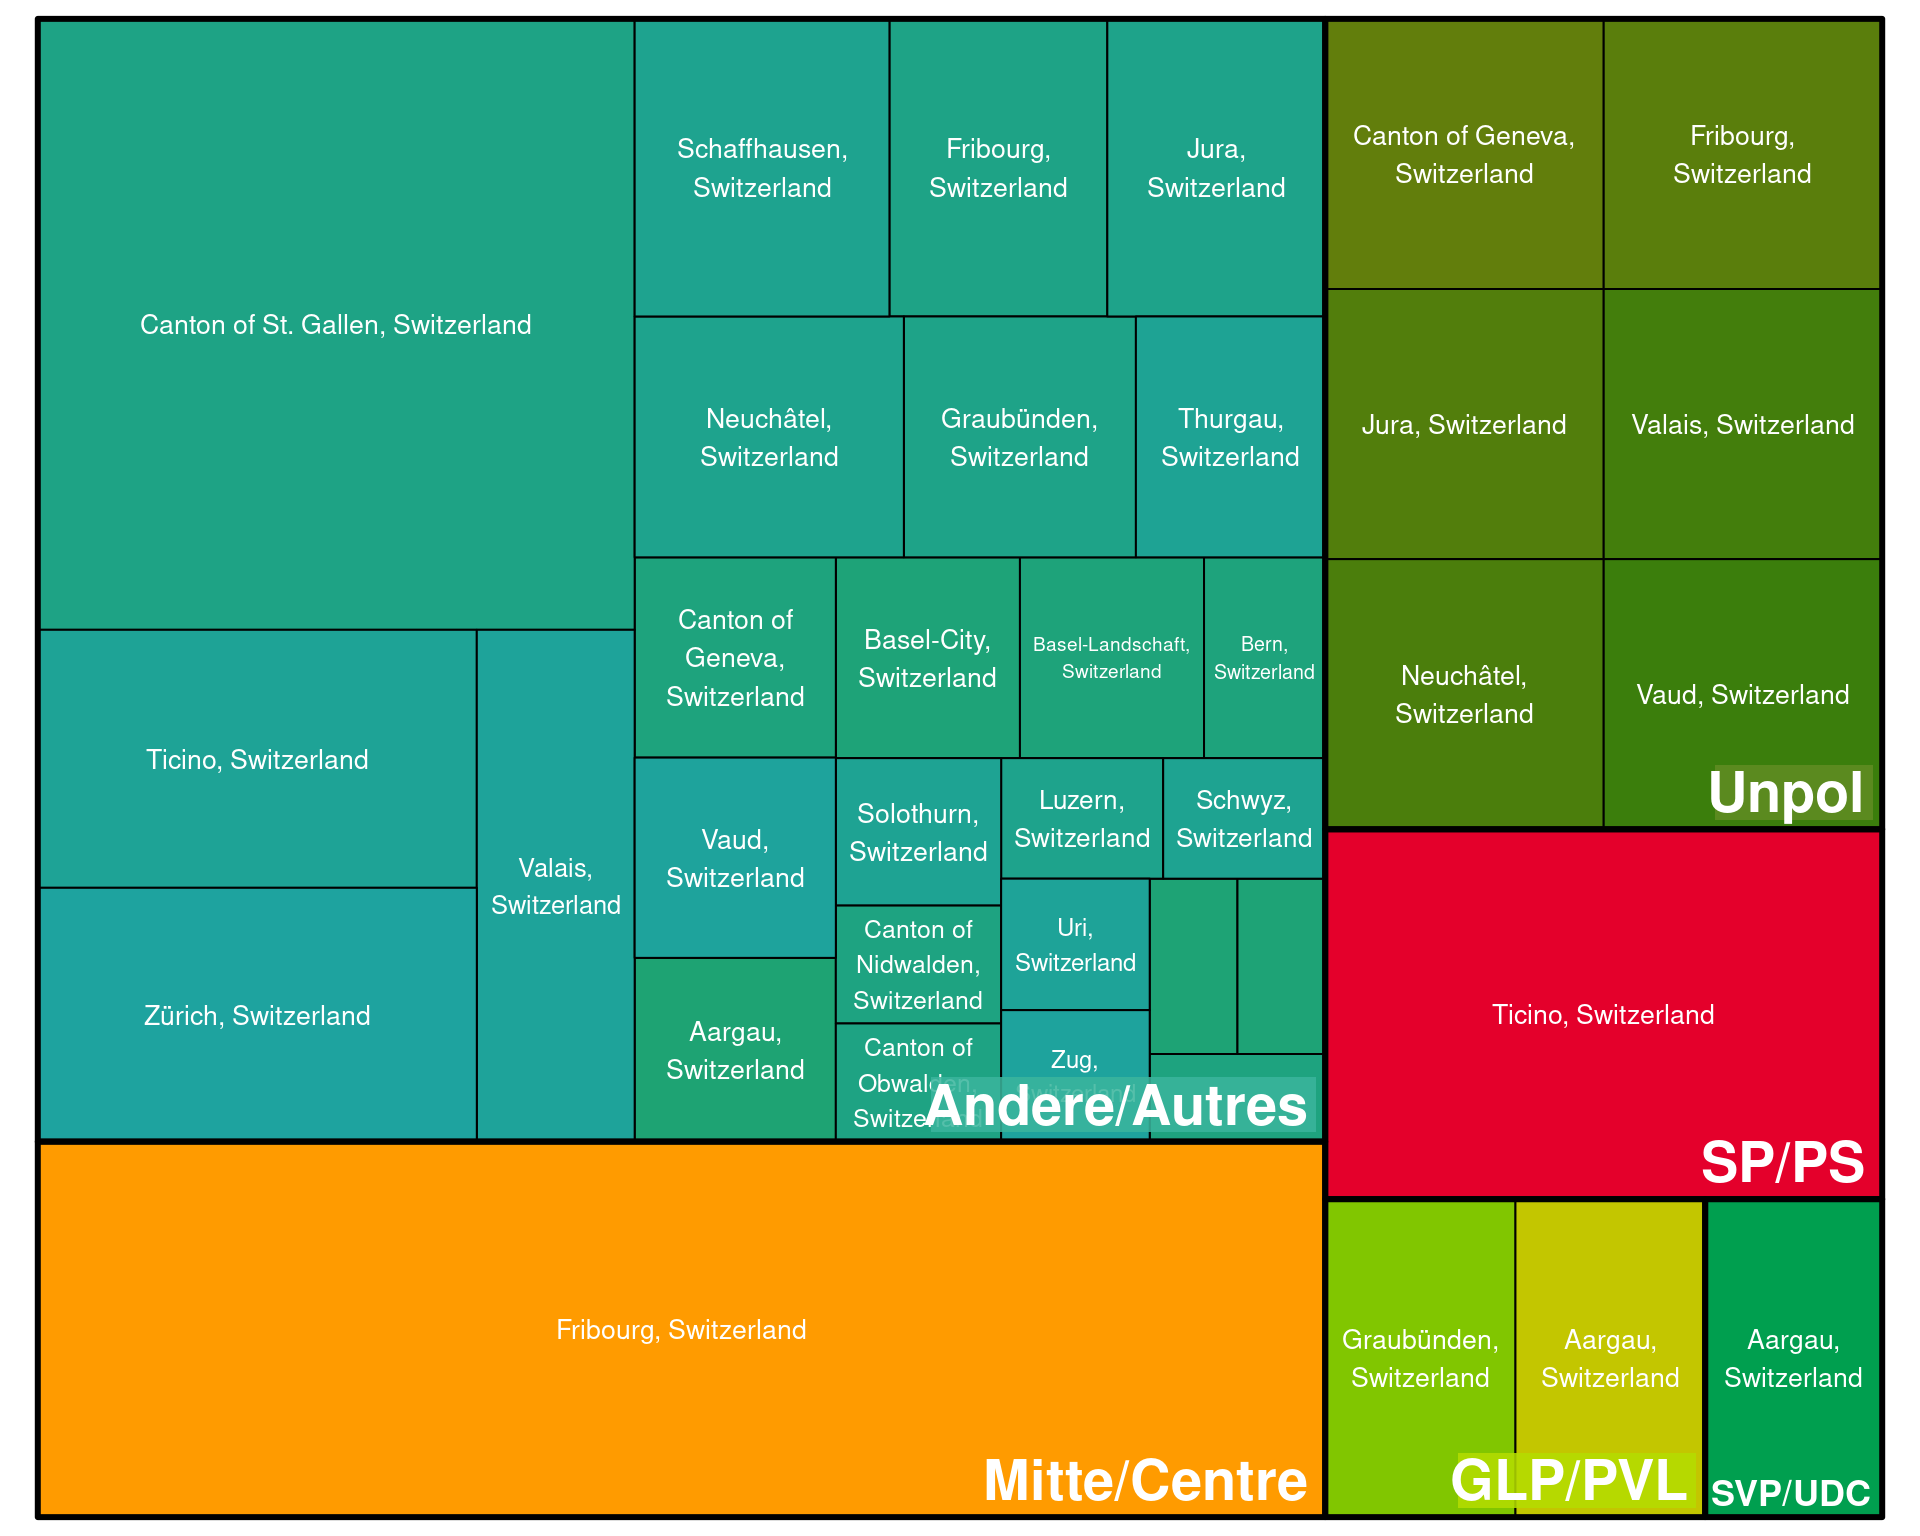 Canton of St. Gallen, Switzerland
Schaffhausen,
Switzerland
Fribourg,
Switzerland
Jura,
Switzerland
Neuchâtel,
Switzerland
Graubünden,
Switzerland
Thurgau,
Switzerland
Canton of
Geneva,
Switzerland
Basel-City,
Switzerland
Basel-Landschaft,
Switzerland
Bern,
Switzerland
Ticino, Switzerland
Zürich, Switzerland
Valais,
Switzerland
Vaud,
Switzerland
Aargau,
Switzerland
Solothurn,
Switzerland
Luzern,
Switzerland
Schwyz,
Switzerland
Canton of
Nidwalden,
Switzerland
Canton of
Obwalden,
Switzerland
Uri,
Switzerland
Zug,
Switzerland
Andere/Autres
Fribourg, Switzerland
Mitte/Centre
Canton of Geneva,
Switzerland
Fribourg,
Switzerland
Jura, Switzerland
Valais, Switzerland
Neuchâtel,
Switzerland
Vaud, Switzerland
Unpol
Ticino, Switzerland
SP/PS
Graubünden,
Switzerland
Aargau,
Switzerland
GLP/PVL
Aargau,
Switzerland
SVP/UDC